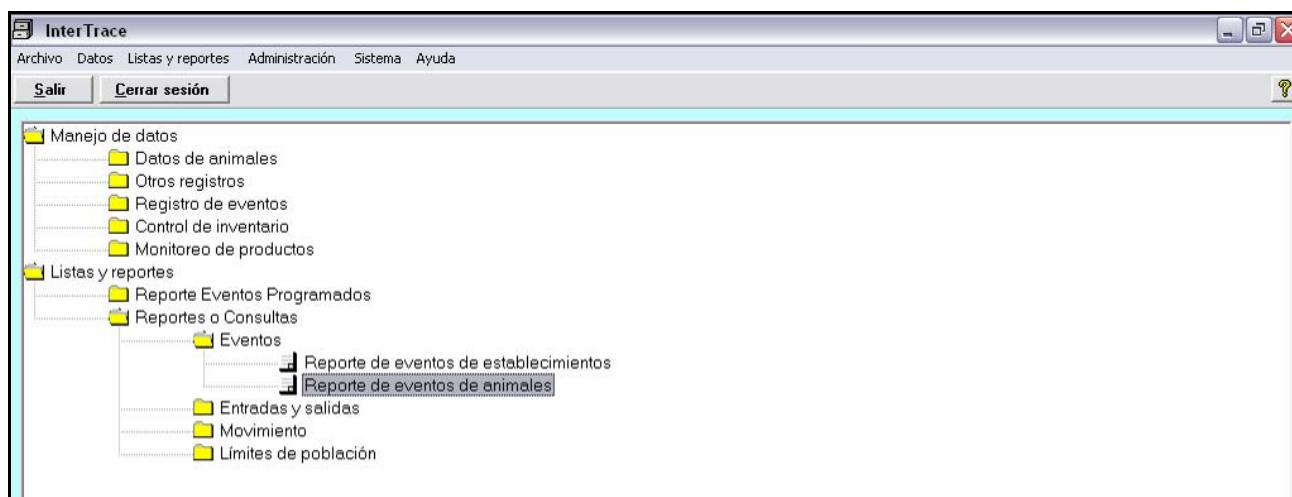 InterTrace
Archivo Datos Listas y reportes Administración Sistema Ayuda
Salir Cerrar sesión ?
Manejo de datos
Datos de animales
Otros registros
Registro de eventos
Control de inventario
Monitoreo de productos
Listas y reportes
Reporte Eventos Programados
Reportes o Consultas
Eventos
Reporte de eventos de establecimientos
Reporte de eventos de animales
Entradas y salidas
Movimiento
Límites de población